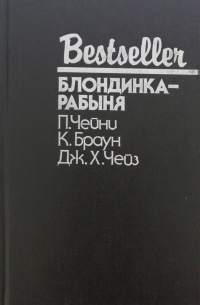 Bestseller
БЛОНДИНКА-
РАБЫНЯ
П.Чейни
К.Браун
Дж.Х.Чейз